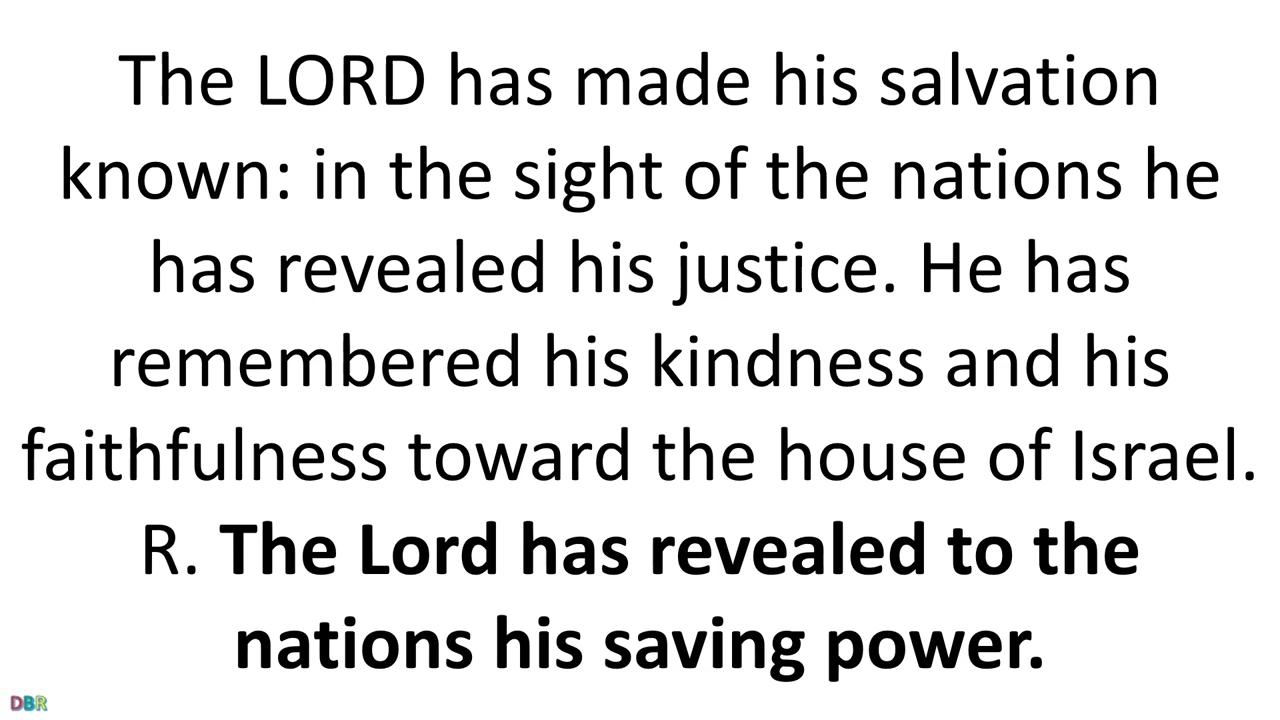 The LORD has made his salvation
known: in the sight of the nations he
has revealed his justice. He has
remembered his kindness and his
faithfulness toward the house of Israel.
R. The Lord has revealed to the
nations his saving power.
DBR